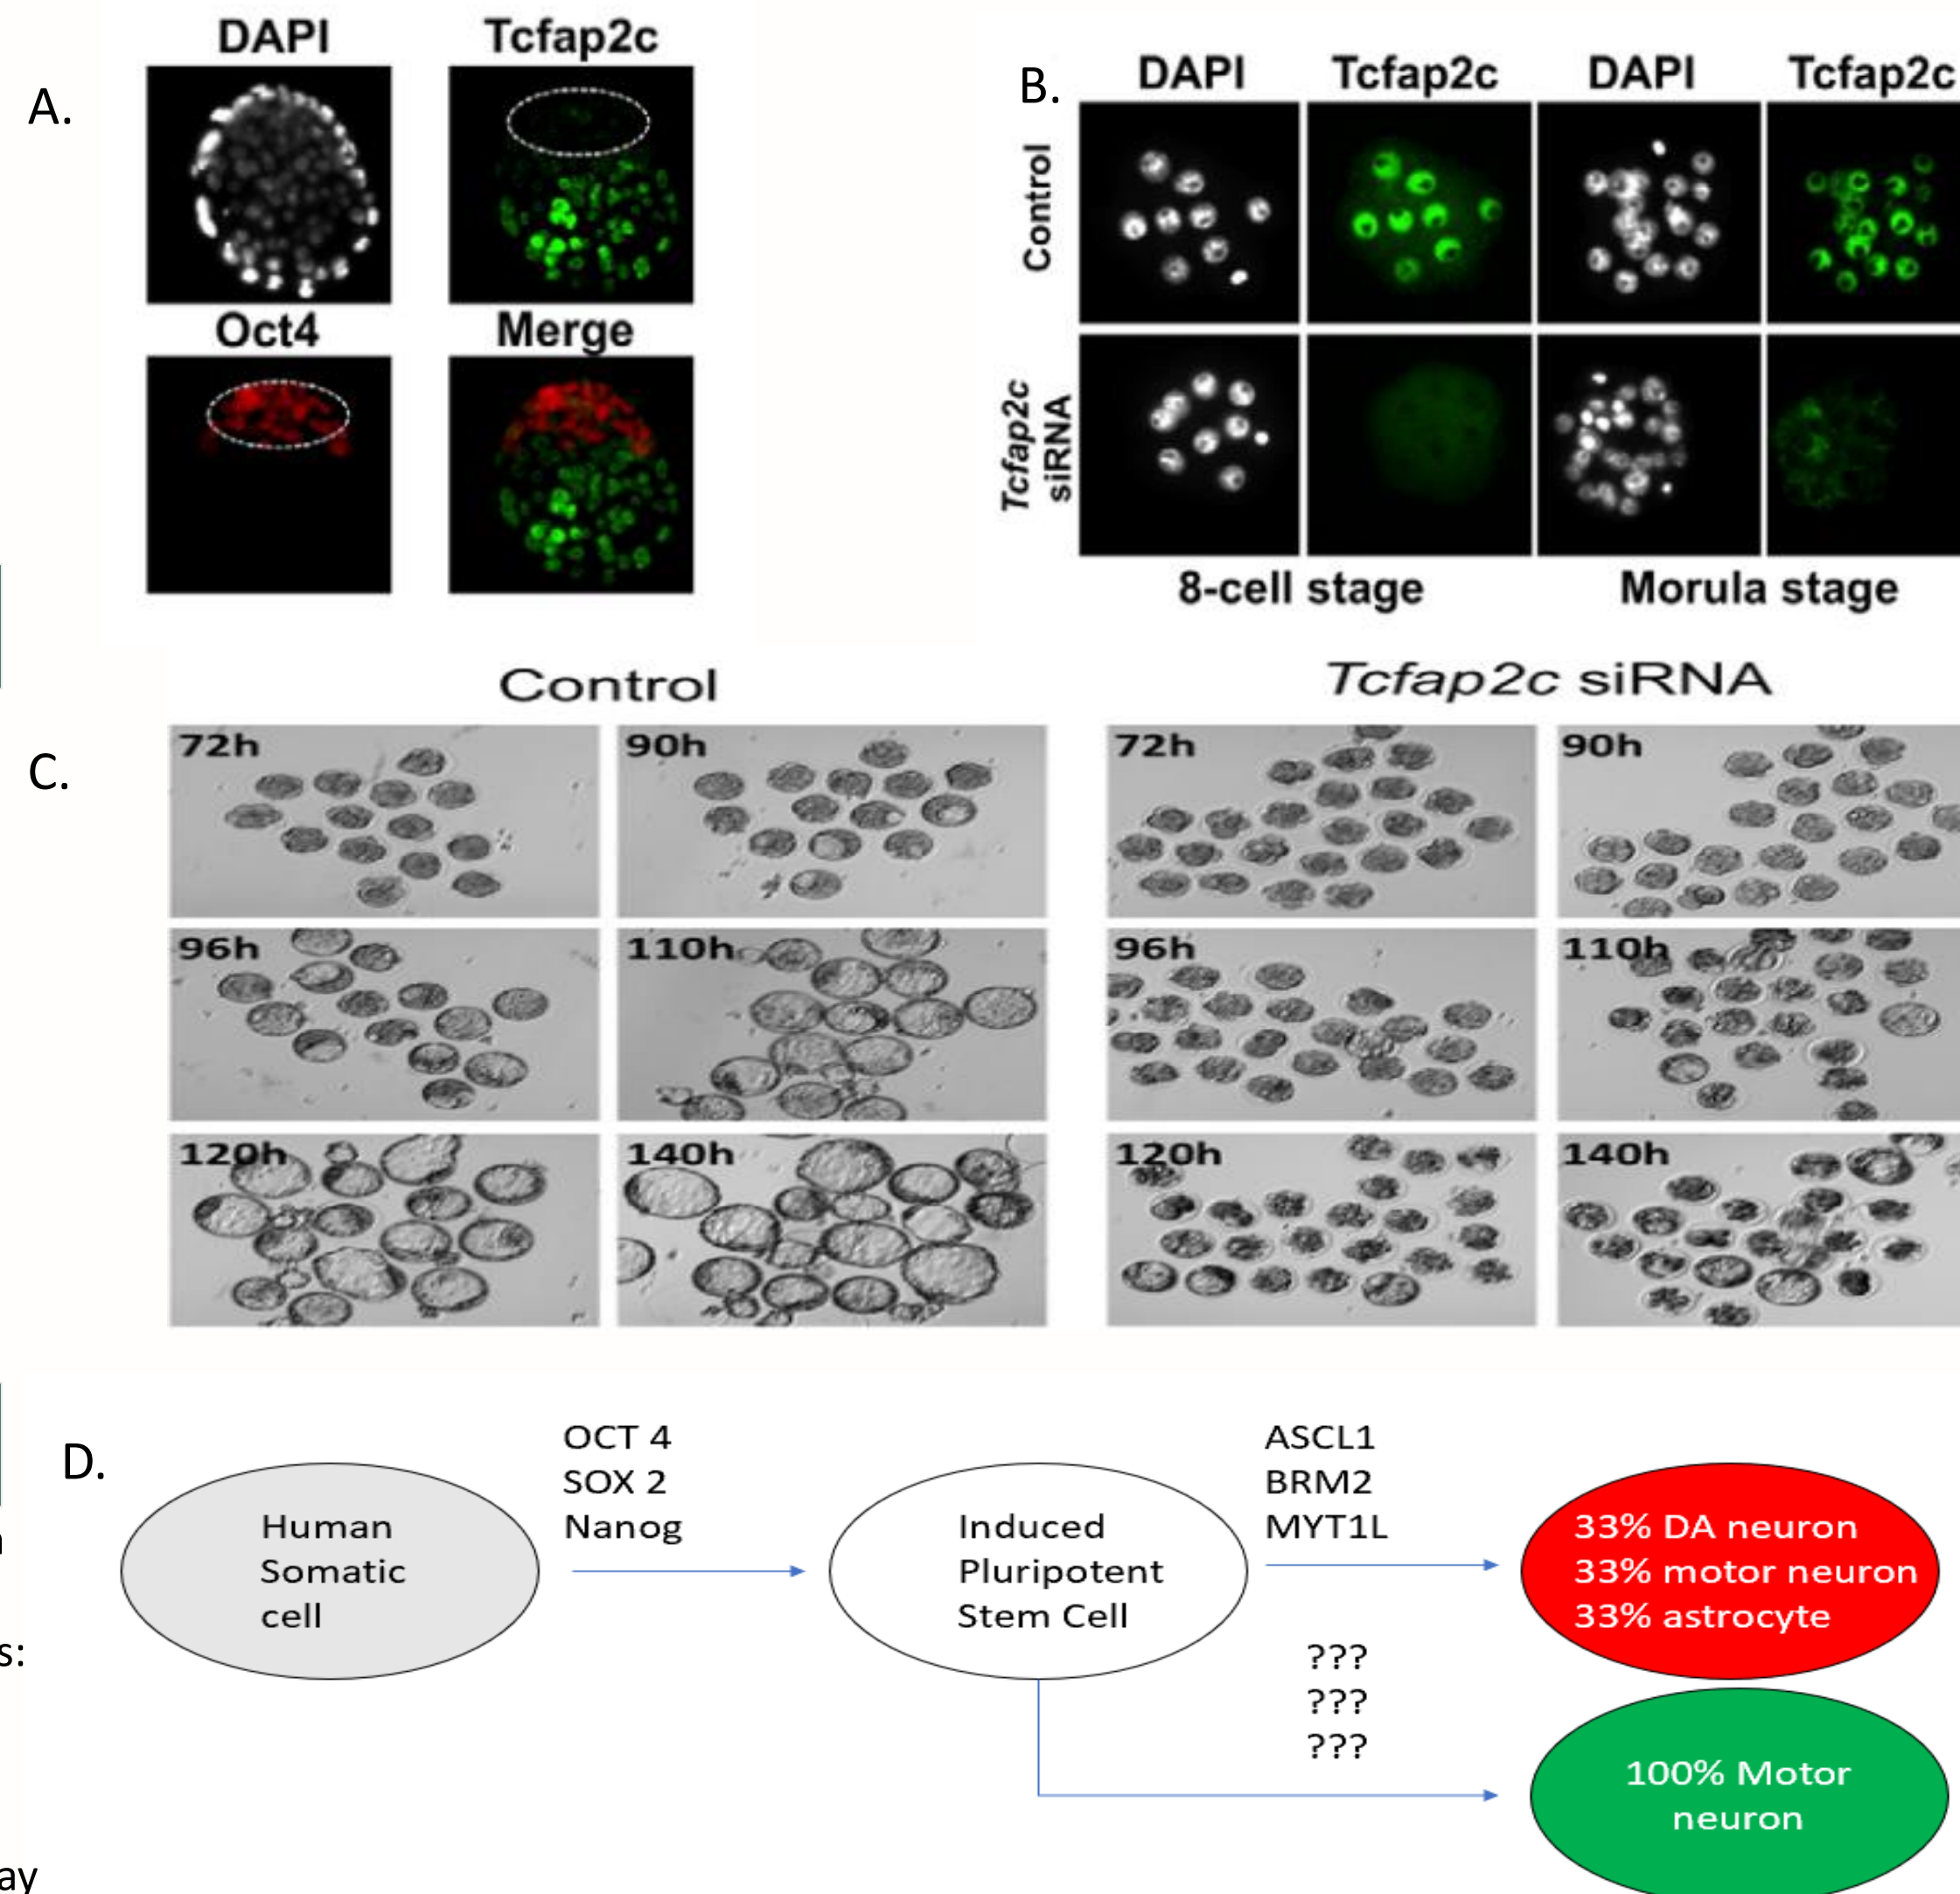 A.
DAPI Tcfap2c
Oct4 Merge
B.
DAPI Tcfap2c DAPI Tcfap2c
Control
Tcfap2c
siRNA
8-cell stage Morula stage
C.
Control Tcfap2c siRNA
72h 90h 72h 90h
96h 110h 96h 110h
120h 140h 120h 140h
D.
Human
Somatic
cell
OCT 4
SOX 2
Nanog
Induced
Pluripotent
Stem Cell
ASCL1
BRM2
MYT1L
33% DA neuron
33% motor neuron
33% astrocyte
???
???
???
100% Motor
neuron
s:
ay